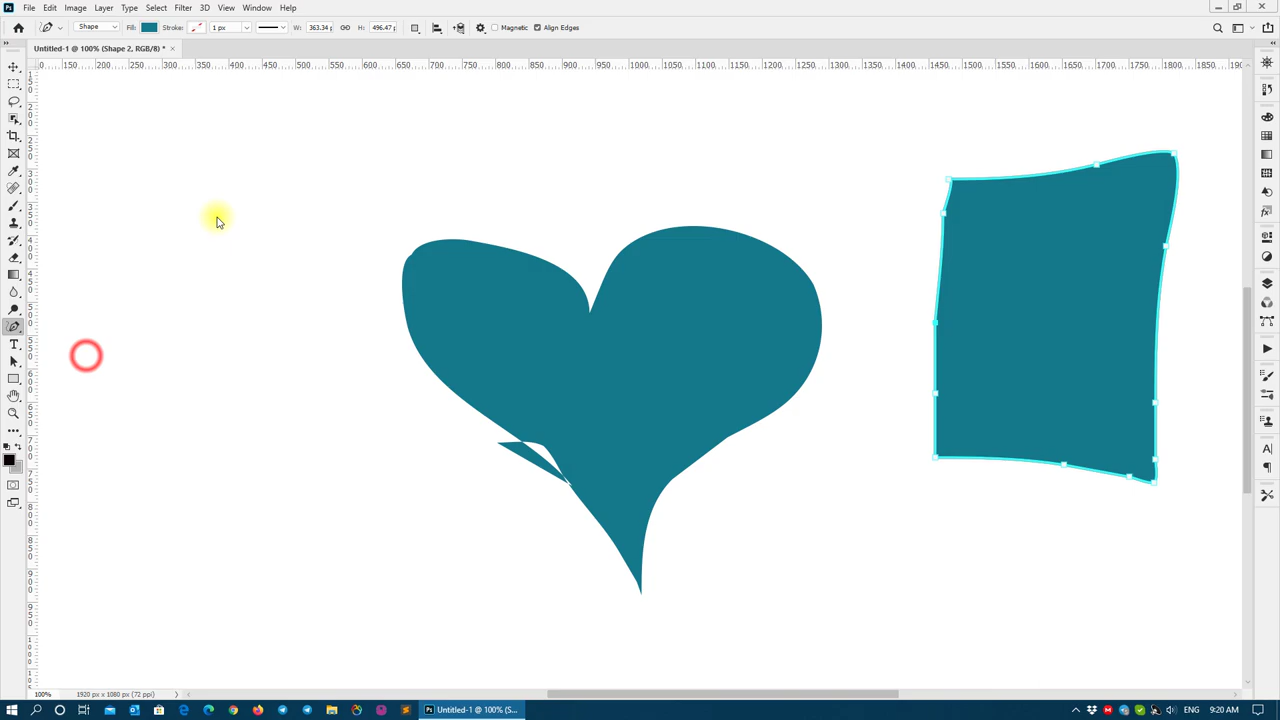 File Edit Image Layer Type Select Filter 3D View Window Help
Shape Fill: Stroke: 1 px W: 363.34 H: 496.47 Magnetic Align Edges
Untitled-1 @ 100% (Shape 2, RGB/8) *
0 150 200 250 300 350 400 450 500 550 600 650 700 750 800 850 900 950 1000 1050 1100 1150 1200 1250 1300 1350 1400 1450 1500 1550 1600 1650 1700 1750 1800 1850 190
100% 1920 px x 1080 px (72 ppi)
Untitled-1 @ 100% (S... ENG 9:20 AM